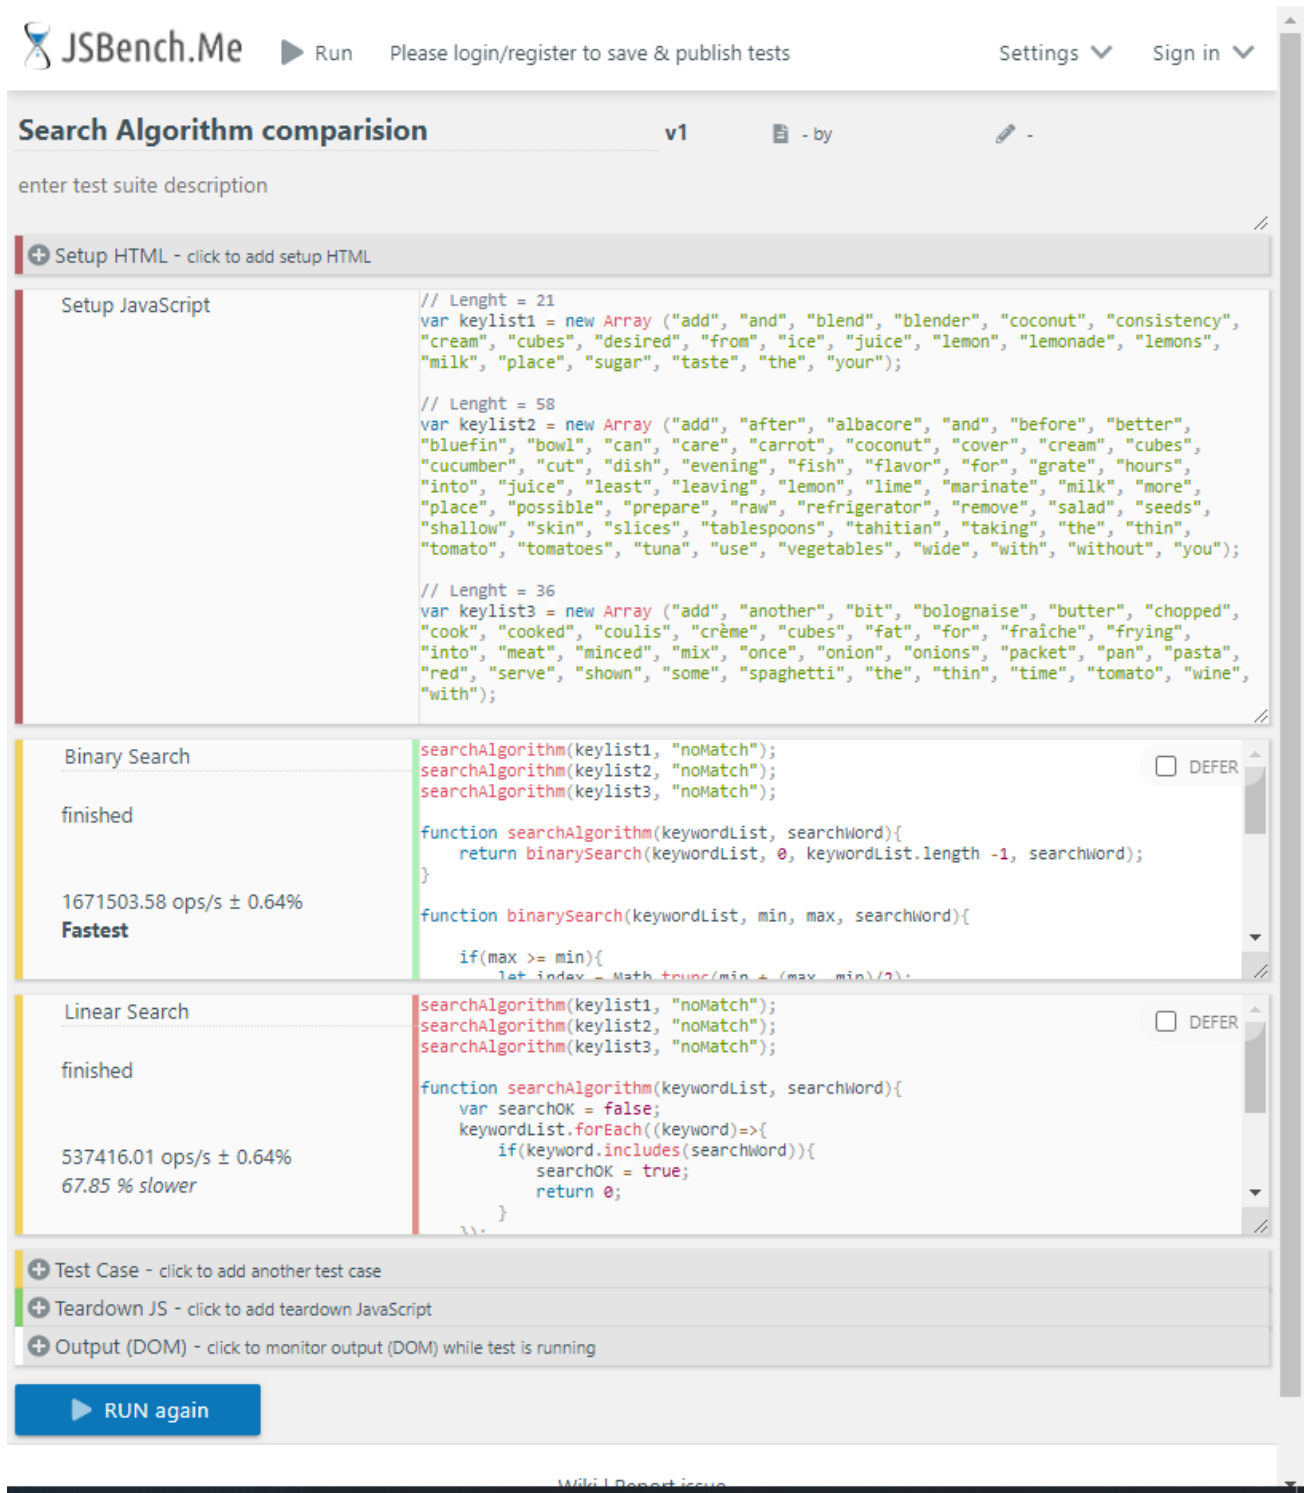 JSBench.Me Run Please login/register to save & publish tests Settings Sign in
Search Algorithm comparision v1 - by -
enter test suite description
Setup HTML - click to add setup HTML
Setup JavaScript
// Lenght = 21
var keylist1 = new Array ("add", "and", "blend", "blender", "coconut", "consistency",
"cream", "cubes", "desired", "from", "ice", "juice", "lemon", "lemonade", "lemons",
"milk", "place", "sugar", "taste", "the", "your");
// Lenght = 58
var keylist2 = new Array ("add", "after", "albacore", "and", "before", "better",
"bluefin", "bowl", "can", "care", "carrot", "coconut", "cover", "cream", "cubes",
"cucumber", "cut", "dish", "evening", "fish", "flavor", "for", "grate", "hours",
"into", "juice", "least", "leaving", "lemon", "lime", "marinate", "milk", "more",
"place", "possible", "prepare", "raw", "refrigerator", "remove", "salad", "seeds",
"shallow", "skin", "slices", "tablespoons", "tahitian", "taking", "the", "thin",
"tomato", "tomatoes", "tuna", "use", "vegetables", "wide", "with", "without", "you");
// Lenght = 36
var keylist3 = new Array ("add", "another", "bit", "bolognaise", "butter", "chopped",
"cook", "cooked", "coulis", "crème", "cubes", "fat", "for", "fraîche", "frying",
"into", "meat", "minced", "mix", "once", "onion", "onions", "packet", "pan", "pasta",
"red", "serve", "shown", "some", "spaghetti", "the", "thin", "time", "tomato", "wine",
"with");
Binary Search
finished
1671503.58 ops/s ± 0.64%
Fastest
searchAlgorithm(keylist1, "noMatch");
searchAlgorithm(keylist2, "noMatch");
searchAlgorithm(keylist3, "noMatch");
function searchAlgorithm(keywordList, searchWord){
return binarySearch(keywordList, 0, keywordList.length -1, searchWord);
}
function binarySearch(keywordList, min, max, searchWord){
if(max >= min){
let index = Math.trunc(min + (max min)/2);
DEFER
Linear Search
finished
537416.01 ops/s ± 0.64%
67.85 % slower
searchAlgorithm(keylist1, "noMatch");
searchAlgorithm(keylist2, "noMatch");
searchAlgorithm(keylist3, "noMatch");
function searchAlgorithm(keywordList, searchWord){
var searchOK = false;
keywordList.forEach((keyword)=>{
if(keyword.includes(searchWord)){
searchOK = true;
return 0;
}
});
DEFER
Test Case - click to add another test case
Teardown JS - click to add teardown JavaScript
Output (DOM) - click to monitor output (DOM) while test is running
RUN again
Wiki | Report issue